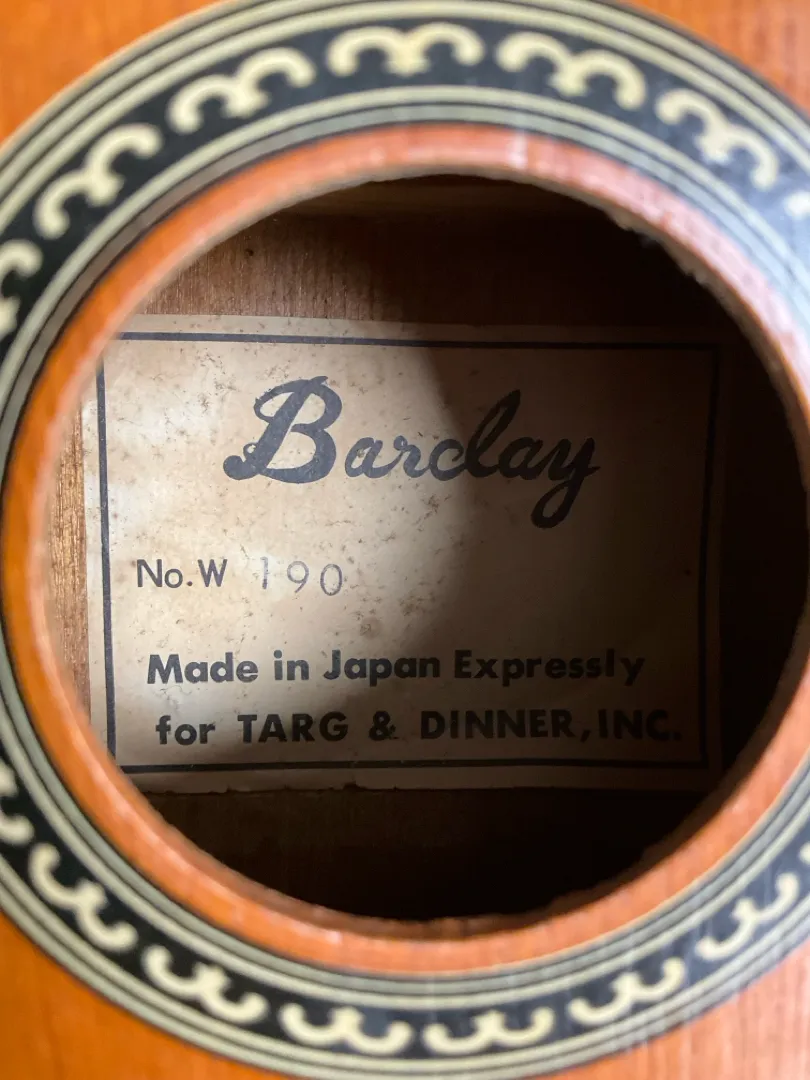 Barclay
No.W 190
Made in Japan Expressly
for TARG & DINNER, INC.